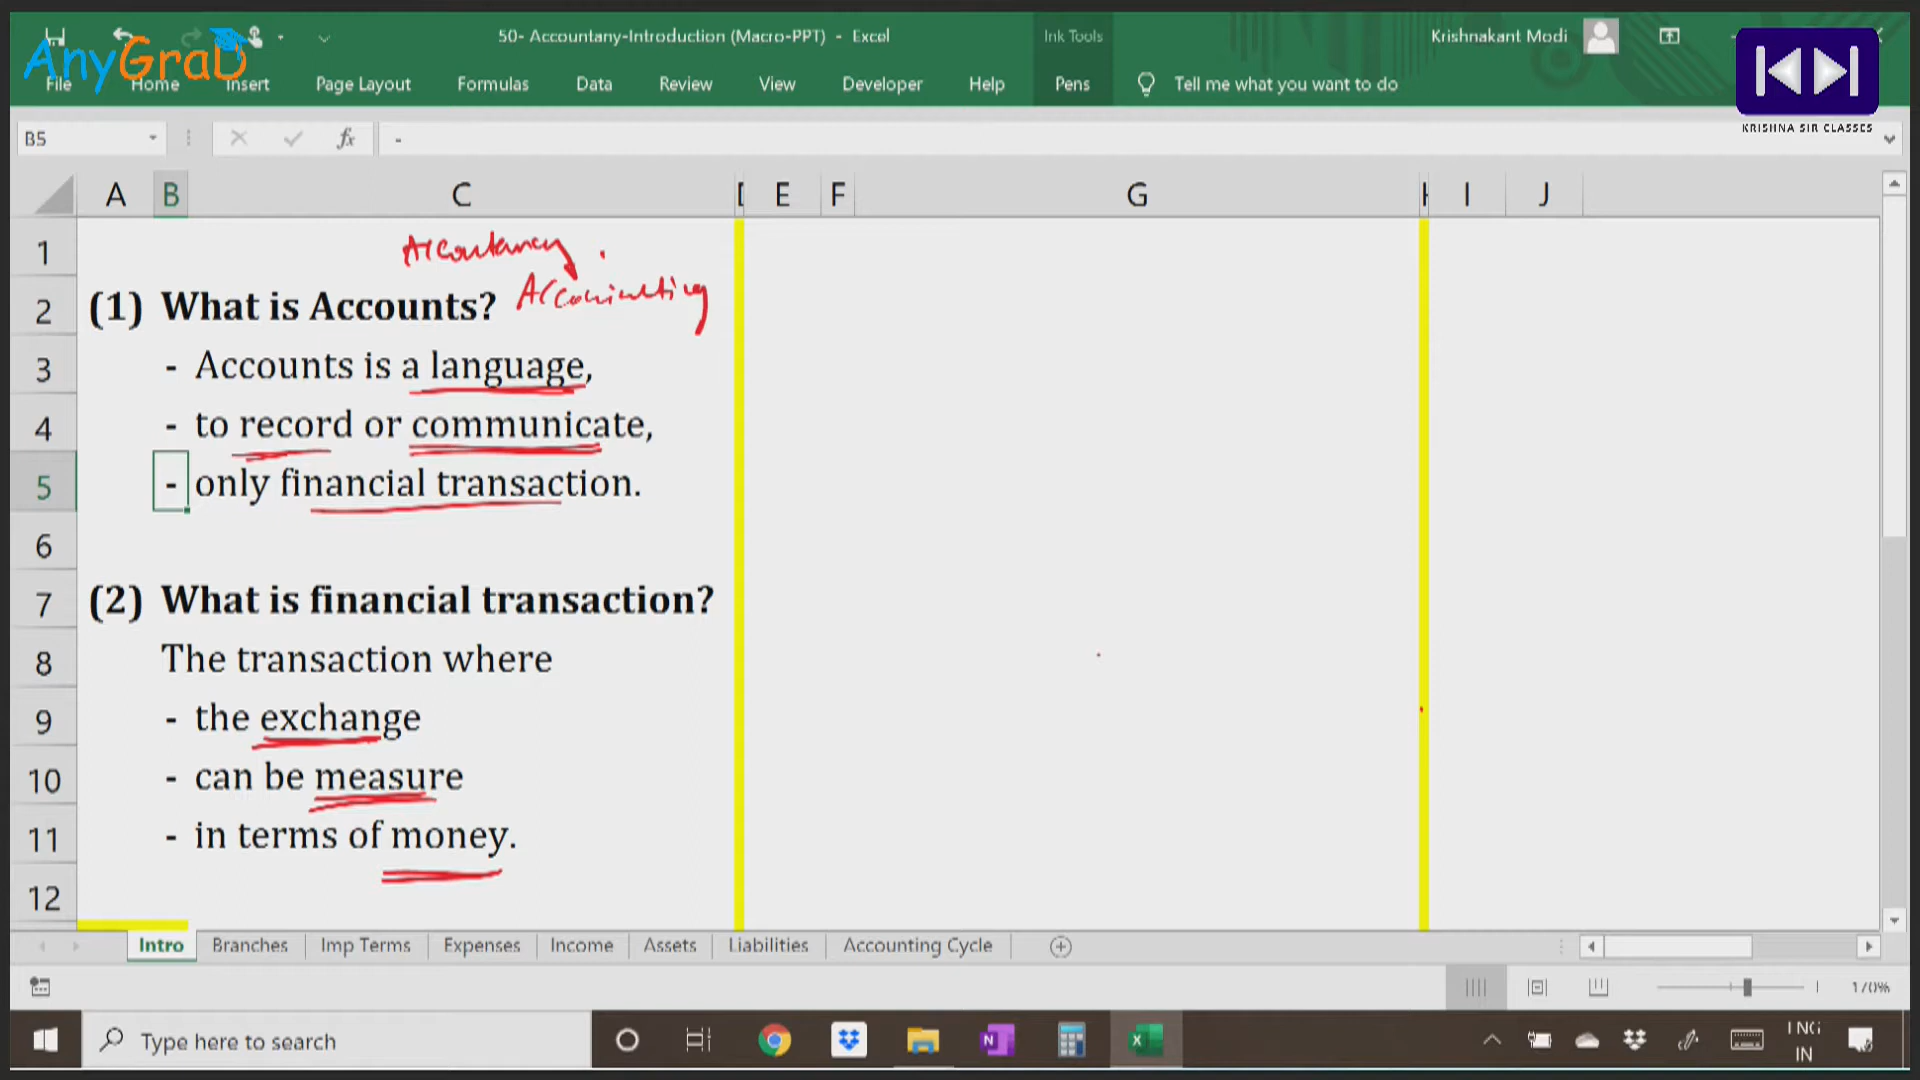 50- Accountany-Introduction (Macro-PPT) - Excel
Ink Tools
Krishnakant Modi
AnyGraD
File Home Insert Page Layout Formulas Data Review View Developer Help Pens Tell me what you want to do
KRISHNA SIR CLASSES
B5 fx -
A B C E F G I J
1 Accountancy
2 (1) What is Accounts? Accounting
3 - Accounts is a language,
4 - to record or communicate,
5 - only financial transaction.
6
7 (2) What is financial transaction?
8 The transaction where
9 - the exchange
10 - can be measure
11 - in terms of money.
12
Intro Branches Imp Terms Expenses Income Assets Liabilities Accounting Cycle
170%
Type here to search
ENG
IN